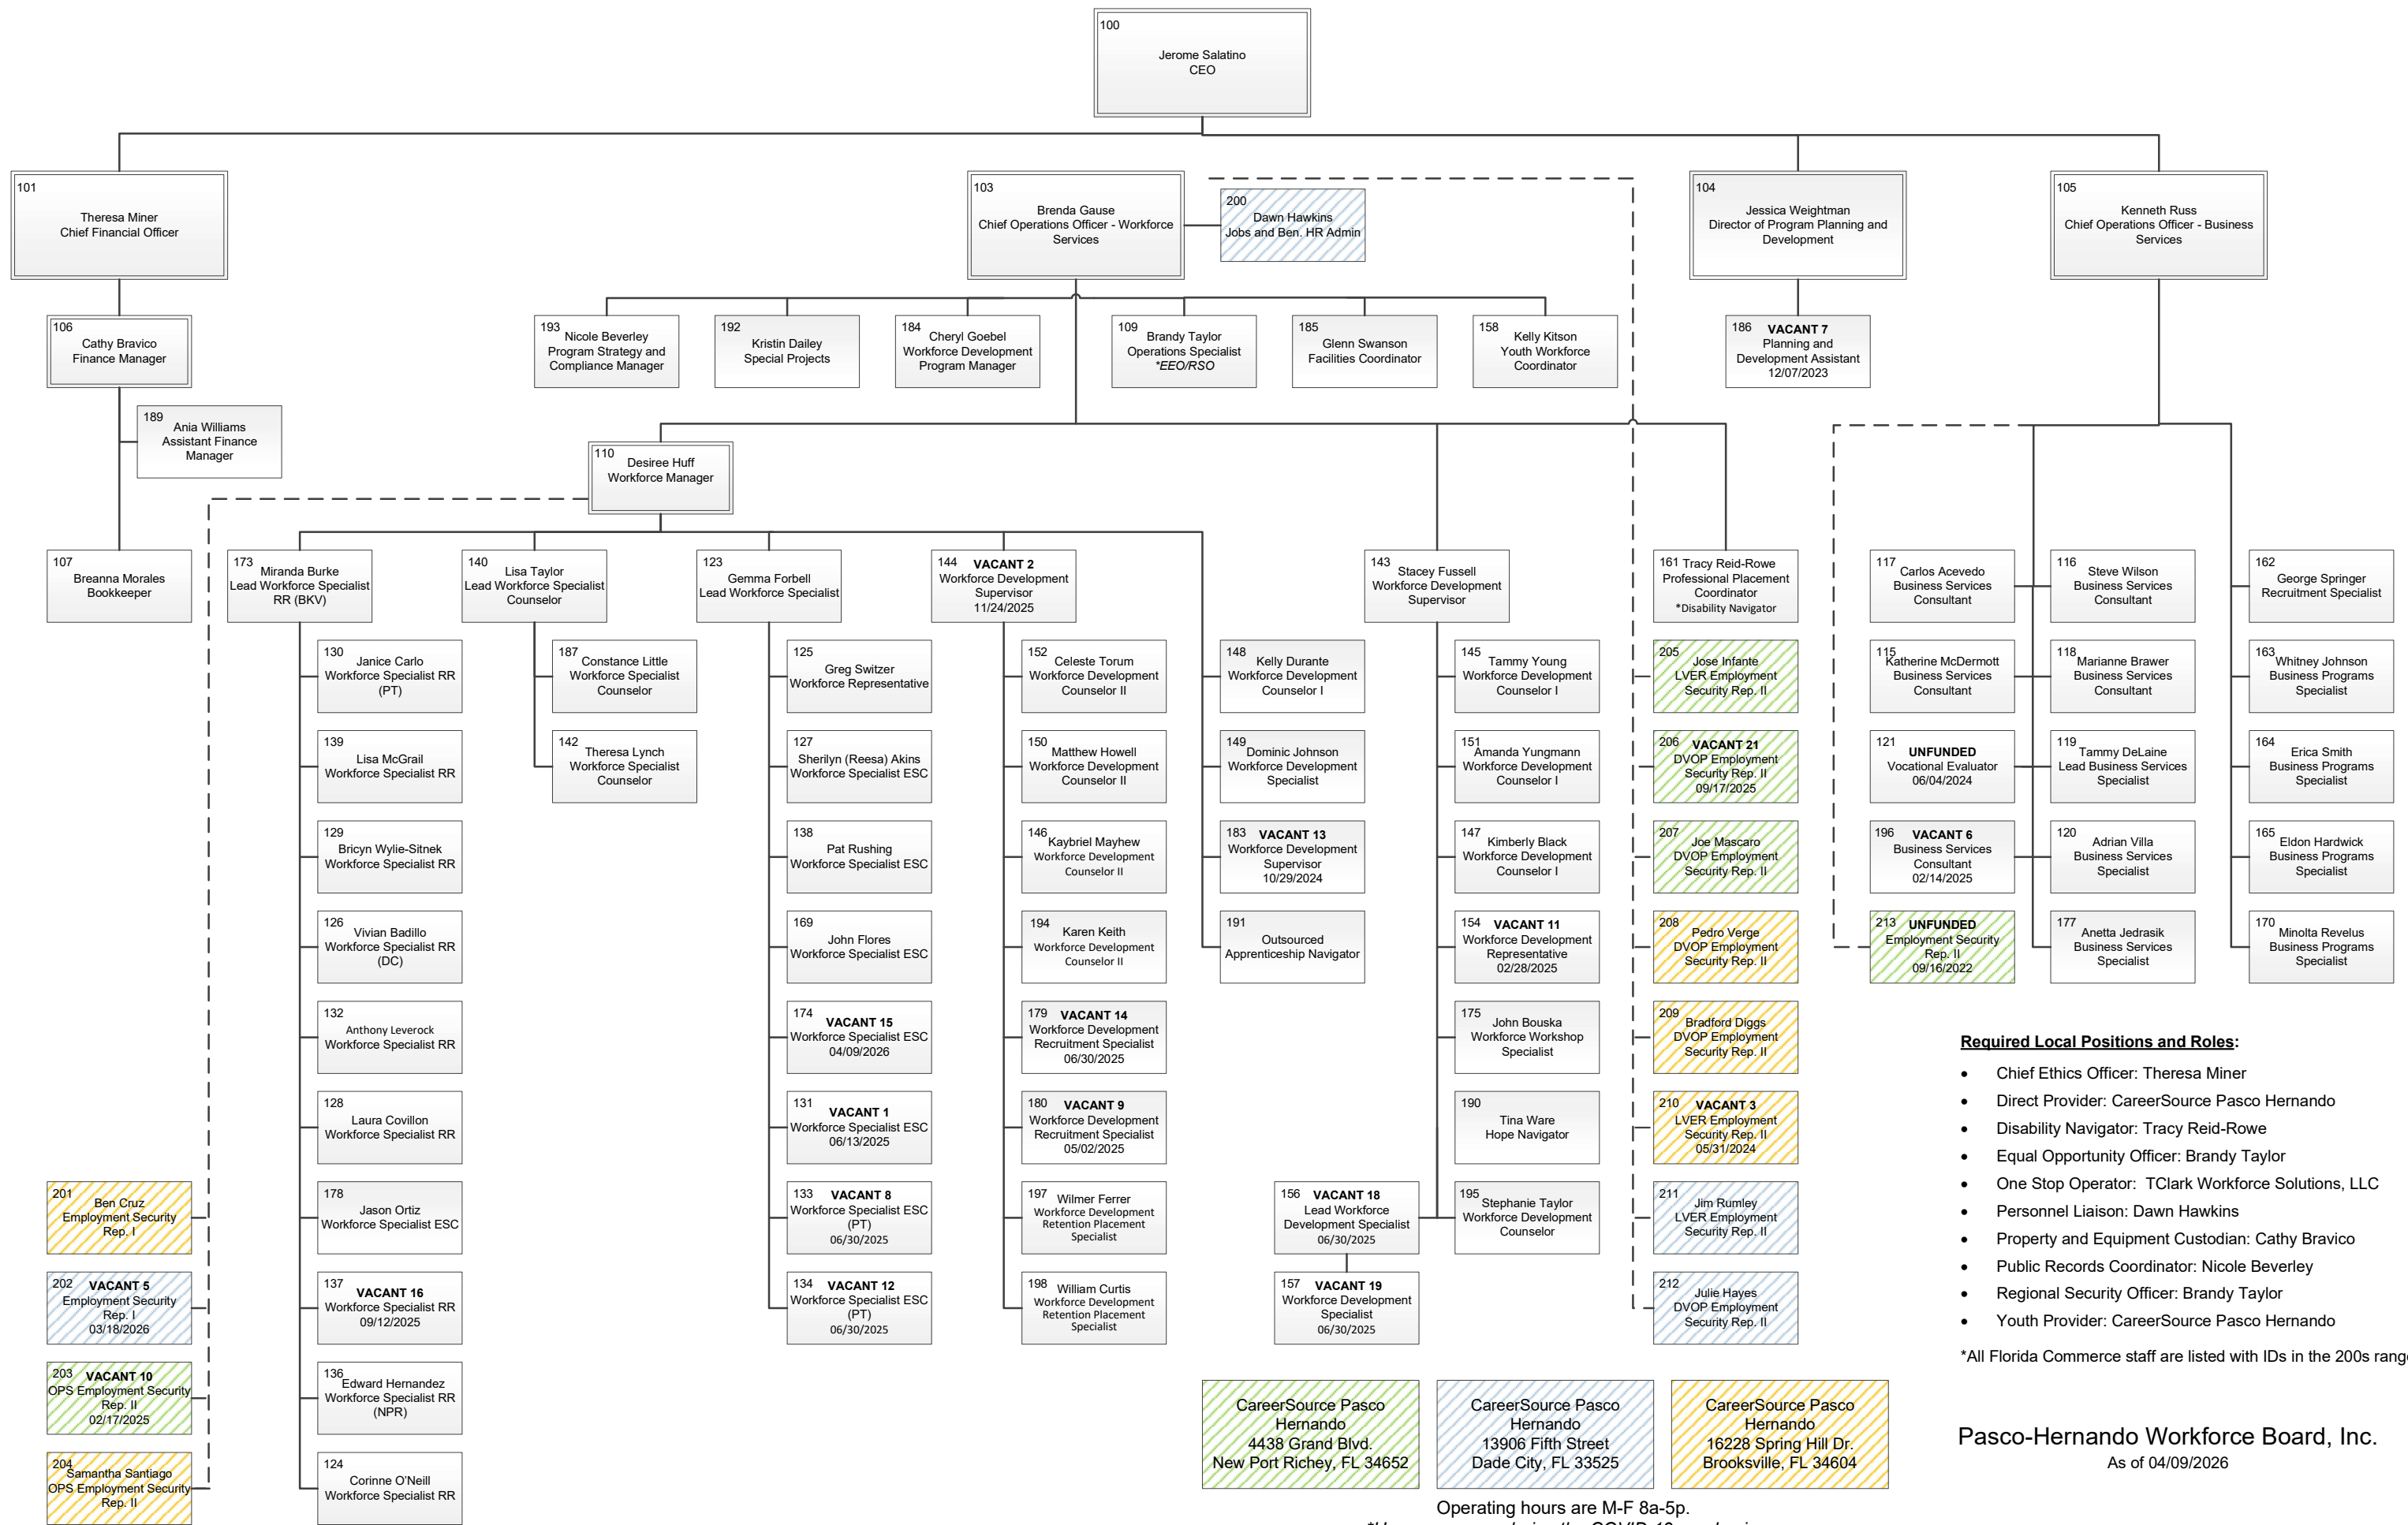 100
Jerome Salatino
CEO
101
Theresa Miner
Chief Financial Officer
103
Brenda Gause
Chief Operations Officer - Workforce
Services
200
Dawn Hawkins
Jobs and Ben. HR Admin
104
Jessica Weightman
Director of Program Planning and
Development
105
Kenneth Russ
Chief Operations Officer - Business
Services
106
Cathy Bravico
Finance Manager
193
Nicole Beverley
Program Strategy and
Compliance Manager
192
Kristin Dailey
Special Projects
184
Cheryl Goebel
Workforce Development
Program Manager
109
Brandy Taylor
Operations Specialist
*EEO/RSO
185
Glenn Swanson
Facilities Coordinator
158
Kelly Kitson
Youth Workforce
Coordinator
186 VACANT 7
Planning and
Development Assistant
12/07/2023
189
Ania Williams
Assistant Finance
Manager
110
Desiree Huff
Workforce Manager
107
Breanna Morales
Bookkeeper
173
Miranda Burke
Lead Workforce Specialist
RR (BKV)
140
Lisa Taylor
Lead Workforce Specialist
Counselor
123
Gemma Forbell
Lead Workforce Specialist
144 VACANT 2
Workforce Development
Supervisor
11/24/2025
143
Stacey Fussell
Workforce Development
Supervisor
161 Tracy Reid-Rowe
Professional Placement
Coordinator
*Disability Navigator
117
Carlos Acevedo
Business Services
Consultant
116
Steve Wilson
Business Services
Consultant
162
George Springer
Recruitment Specialist
130
Janice Carlo
Workforce Specialist RR
(PT)
187
Constance Little
Workforce Specialist
Counselor
125
Greg Switzer
Workforce Representative
152
Celeste Torum
Workforce Development
Counselor II
148
Kelly Durante
Workforce Development
Counselor I
145
Tammy Young
Workforce Development
Counselor I
205
Jose Infante
LVER Employment
Security Rep. II
115
Katherine McDermott
Business Services
Consultant
118
Marianne Brawer
Business Services
Consultant
163
Whitney Johnson
Business Programs
Specialist
139
Lisa McGrail
Workforce Specialist RR
142
Theresa Lynch
Workforce Specialist
Counselor
127
Sherilyn (Reesa) Akins
Workforce Specialist ESC
150
Matthew Howell
Workforce Development
Counselor II
149
Dominic Johnson
Workforce Development
Specialist
151
Amanda Yungmann
Workforce Development
Counselor I
206
VACANT 21
DVOP Employment
Security Rep. II
09/17/2025
121
UNFUNDED
Vocational Evaluator
06/04/2024
119
Tammy DeLaine
Lead Business Services
Specialist
164
Erica Smith
Business Programs
Specialist
129
Bricyn Wylie-Sitnek
Workforce Specialist RR
138
Pat Rushing
Workforce Specialist ESC
146
Kaybriel Mayhew
Workforce Development
Counselor II
183 VACANT 13
Workforce Development
Supervisor
10/29/2024
147
Kimberly Black
Workforce Development
Counselor I
207
Joe Mascaro
DVOP Employment
Security Rep. II
196 VACANT 6
Business Services
Consultant
02/14/2025
120
Adrian Villa
Business Services
Specialist
165
Eldon Hardwick
Business Programs
Specialist
126
Vivian Badillo
Workforce Specialist RR
(DC)
169
John Flores
Workforce Specialist ESC
194
Karen Keith
Workforce Development
Counselor II
191
Outsourced
Apprenticeship Navigator
154 VACANT 11
Workforce Development
Representative
02/28/2025
208
Pedro Verge
DVOP Employment
Security Rep. II
213 UNFUNDED
Employment Security
Rep. II
09/16/2022
177
Anetta Jedrasik
Business Services
Specialist
170
Minolta Revelus
Business Programs
Specialist
132
Anthony Leverock
Workforce Specialist RR
174
VACANT 15
Workforce Specialist ESC
04/09/2026
179 VACANT 14
Workforce Development
Recruitment Specialist
06/30/2025
175
John Bouska
Workforce Workshop
Specialist
209
Bradford Diggs
DVOP Employment
Security Rep. II
128
Laura Covillon
Workforce Specialist RR
131
VACANT 1
Workforce Specialist ESC
06/13/2025
180 VACANT 9
Workforce Development
Recruitment Specialist
05/02/2025
190
Tina Ware
Hope Navigator
210 VACANT 3
LVER Employment
Security Rep. II
05/31/2024
201
Ben Cruz
Employment Security
Rep. I
178
Jason Ortiz
Workforce Specialist ESC
133 VACANT 8
Workforce Specialist ESC
(PT)
06/30/2025
197
Wilmer Ferrer
Workforce Development
Retention Placement
Specialist
156 VACANT 18
Lead Workforce
Development Specialist
06/30/2025
195
Stephanie Taylor
Workforce Development
Counselor
211
Jim Rumley
LVER Employment
Security Rep. II
202 VACANT 5
Employment Security
Rep. I
03/18/2026
137
VACANT 16
Workforce Specialist RR
09/12/2025
134 VACANT 12
Workforce Specialist ESC
(PT)
06/30/2025
198
William Curtis
Workforce Development
Retention Placement
Specialist
157 VACANT 19
Workforce Development
Specialist
06/30/2025
212
Julie Hayes
DVOP Employment
Security Rep. II
203 VACANT 10
OPS Employment Security
Rep. II
02/17/2025
136
Edward Hernandez
Workforce Specialist RR
(NPR)
204
Samantha Santiago
OPS Employment Security
Rep. II
124
Corinne O'Neill
Workforce Specialist RR
Required Local Positions and Roles:
• Chief Ethics Officer: Theresa Miner
• Direct Provider: CareerSource Pasco Hernando
• Disability Navigator: Tracy Reid-Rowe
• Equal Opportunity Officer: Brandy Taylor
• One Stop Operator: TClark Workforce Solutions, LLC
• Personnel Liaison: Dawn Hawkins
• Property and Equipment Custodian: Cathy Bravico
• Public Records Coordinator: Nicole Beverley
• Regional Security Officer: Brandy Taylor
• Youth Provider: CareerSource Pasco Hernando
*All Florida Commerce staff are listed with IDs in the 200s rang
CareerSource Pasco
Hernando
4438 Grand Blvd.
New Port Richey, FL 34652
CareerSource Pasco
Hernando
13906 Fifth Street
Dade City, FL 33525
CareerSource Pasco
Hernando
16228 Spring Hill Dr.
Brooksville, FL 34604
Operating hours are M-F 8a-5p.
Pasco-Hernando Workforce Board, Inc.
As of 04/09/2026